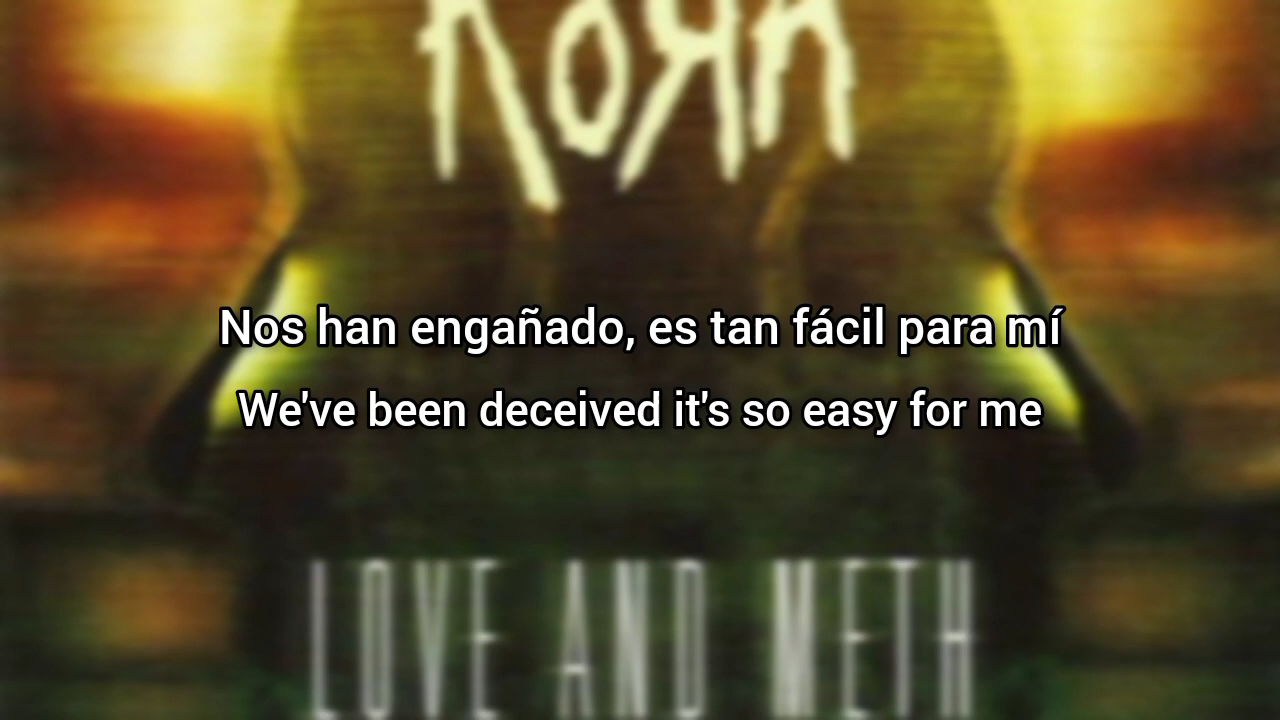 KoЯn
Nos han engañado, es tan fácil para mí
We've been deceived it's so easy for me
LOVE AND METH